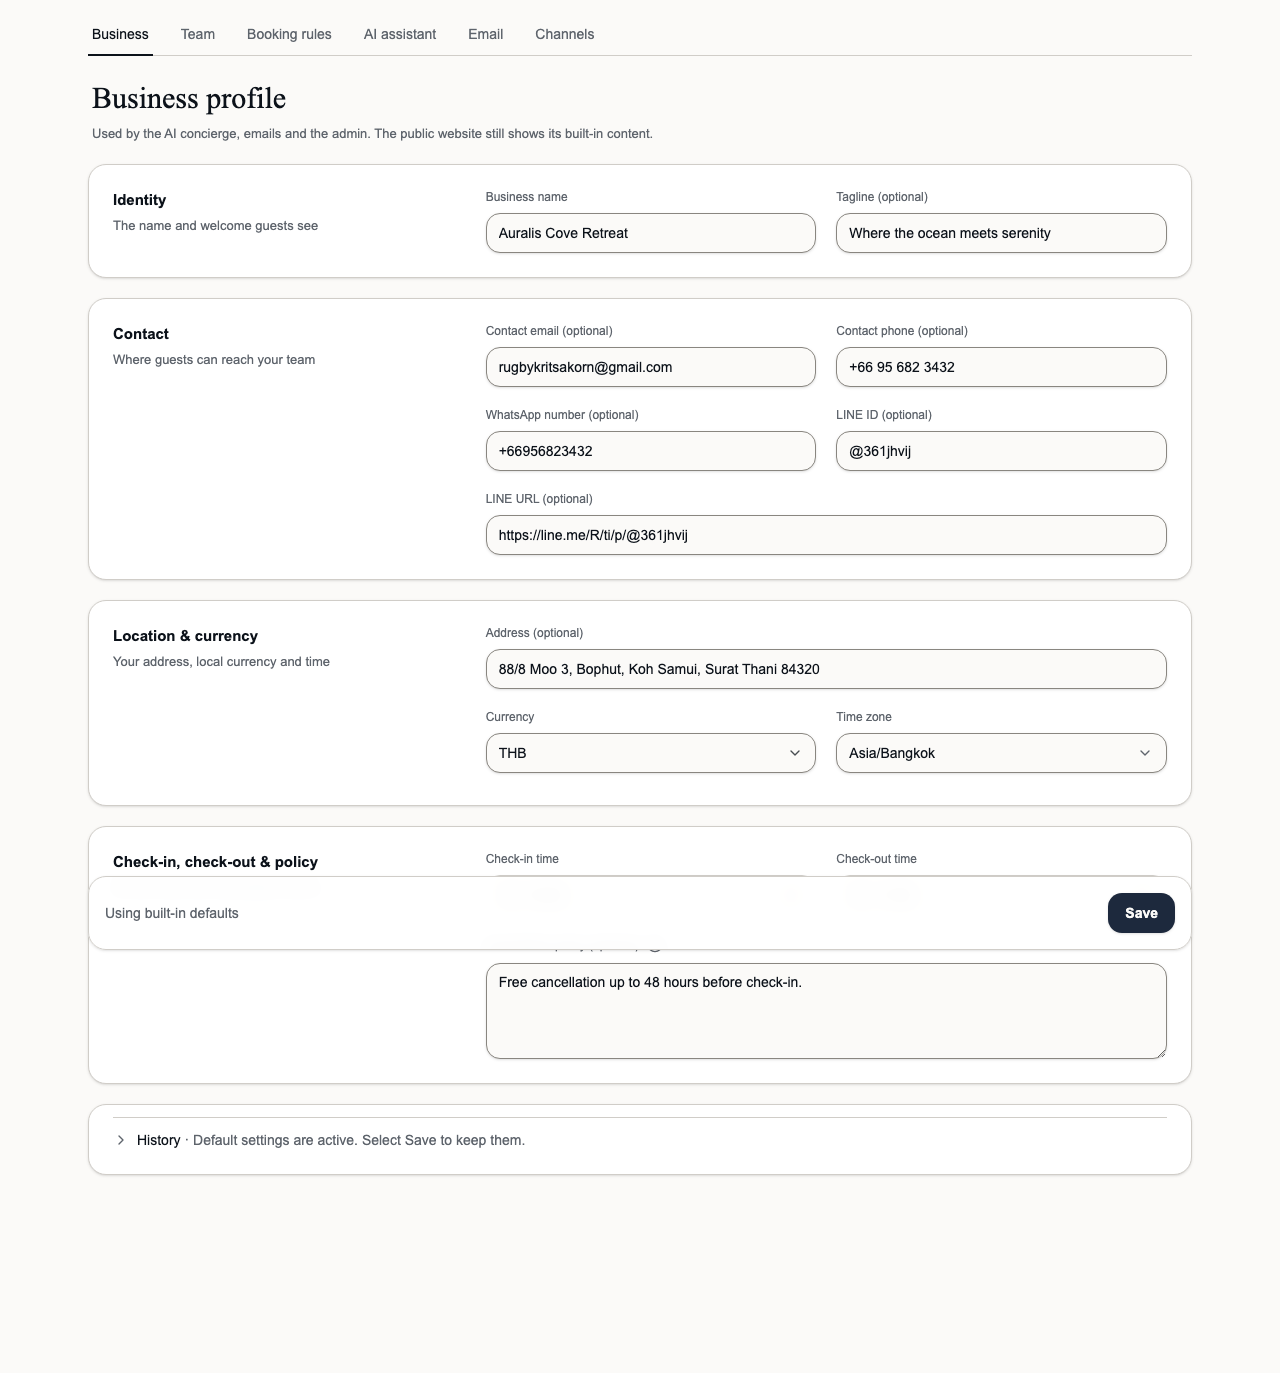 Business Team Booking rules AI assistant Email Channels
Business profile
Used by the AI concierge, emails and the admin. The public website still shows its built-in content.
Identity
The name and welcome guests see
Business name
Auralis Cove Retreat
Tagline (optional)
Where the ocean meets serenity
Contact
Where guests can reach your team
Contact email (optional)
rugbykritsakorn@gmail.com
Contact phone (optional)
+66 95 682 3432
WhatsApp number (optional)
+66956823432
LINE ID (optional)
@361jhvij
LINE URL (optional)
https://line.me/R/ti/p/@361jhvij
Location & currency
Your address, local currency and time
Address (optional)
88/8 Moo 3, Bophut, Koh Samui, Surat Thani 84320
Currency
THB
Time zone
Asia/Bangkok
Check-in, check-out & policy
Check-in time
Check-out time
Using built-in defaults
Save
Free cancellation up to 48 hours before check-in.
History · Default settings are active. Select Save to keep them.